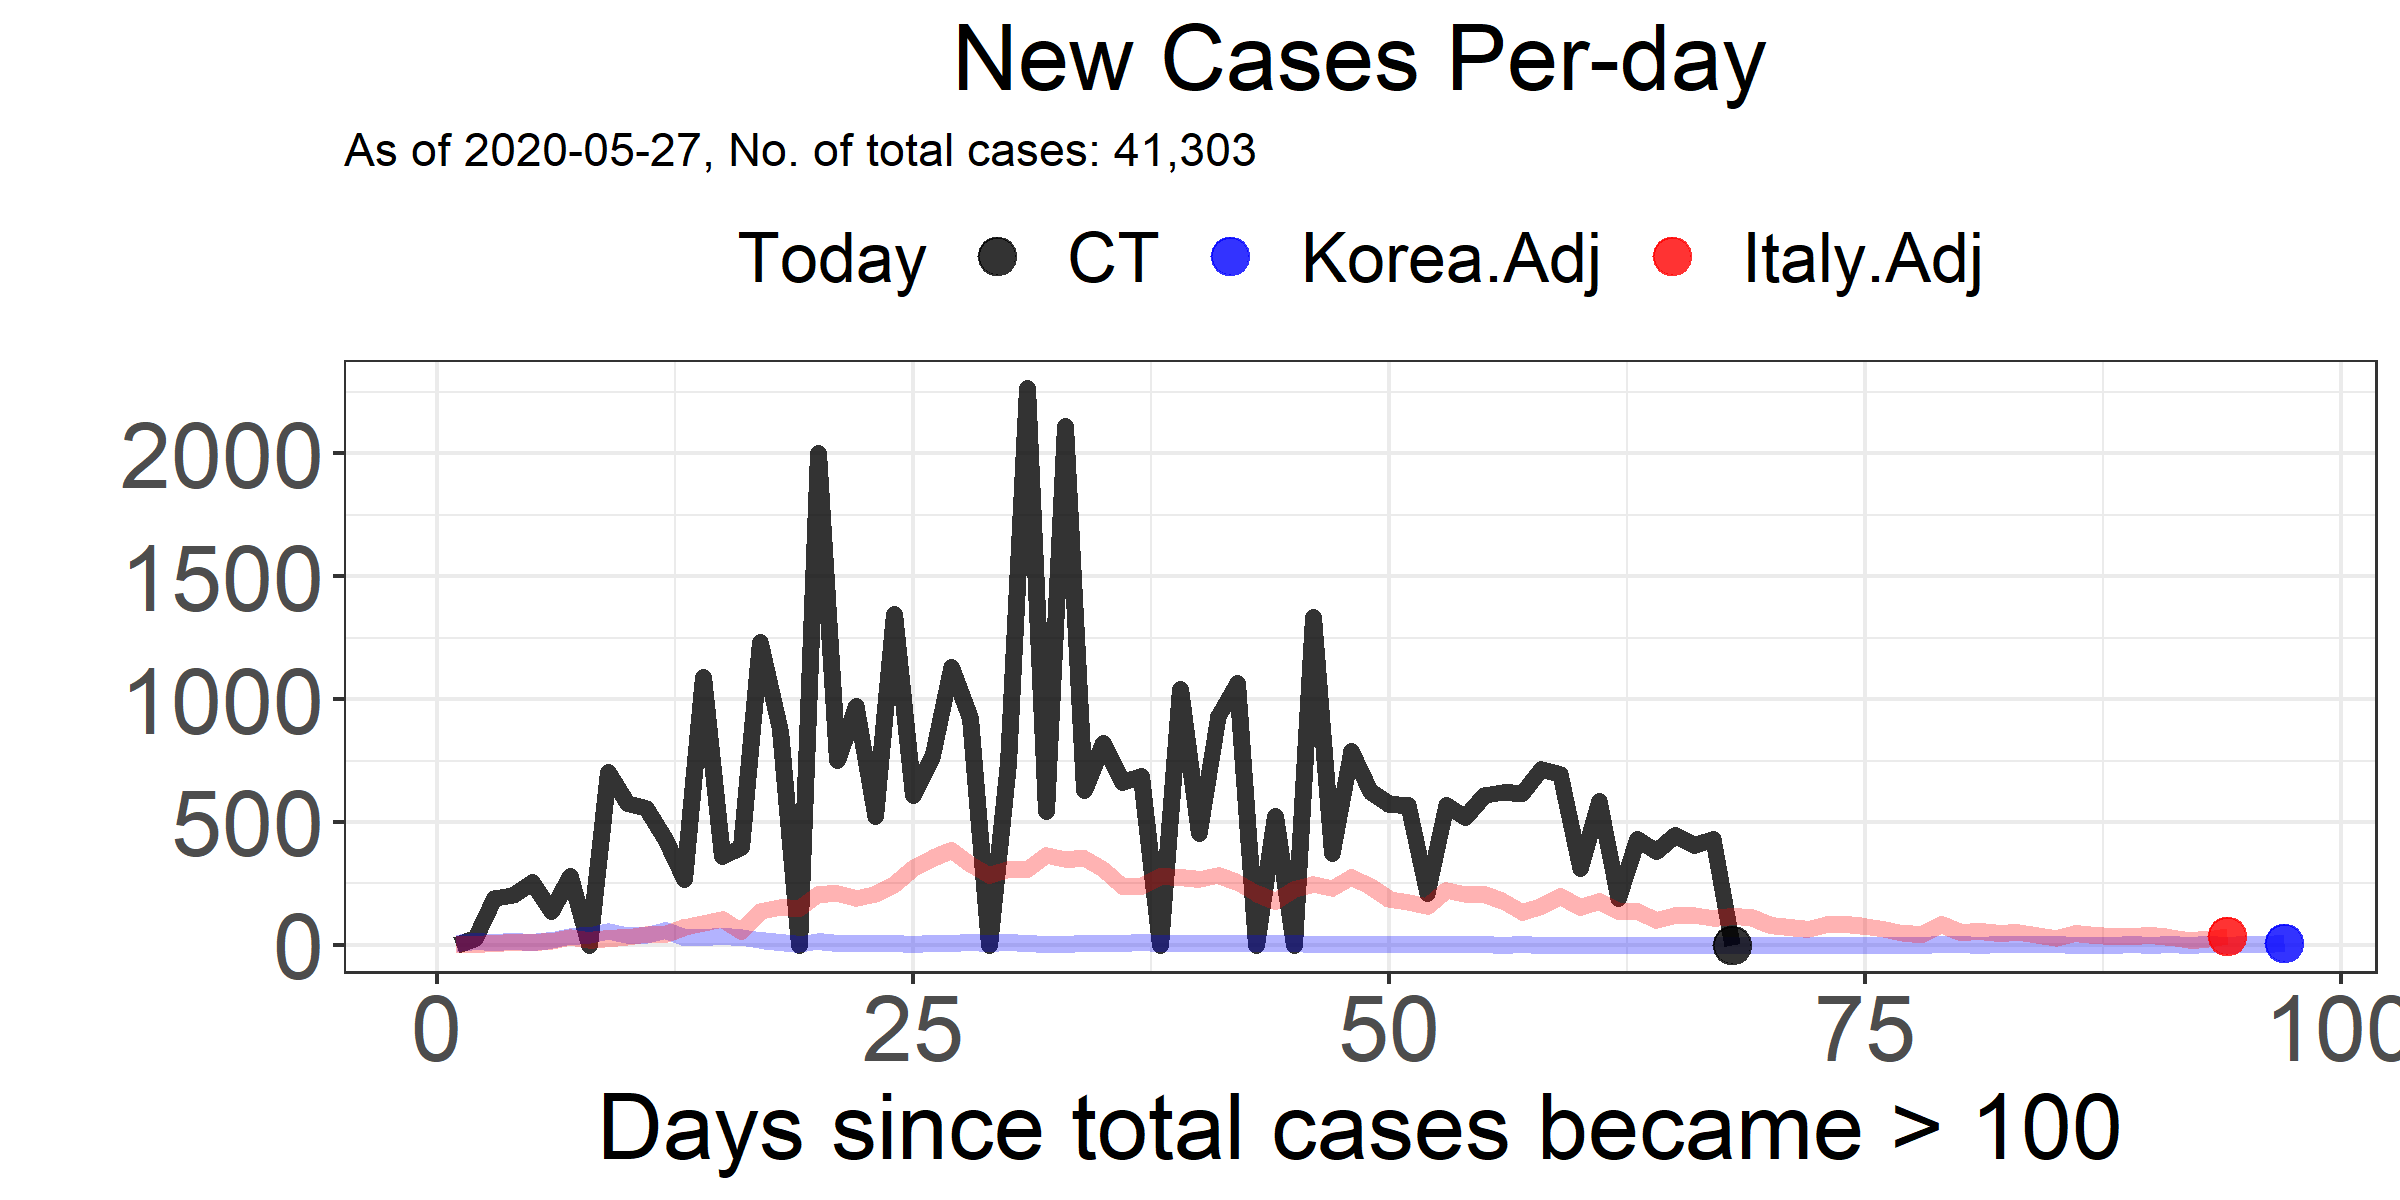 New Cases Per-day
As of 2020-05-27, No. of total cases: 41,303
Today CT Korea.Adj Italy.Adj
2000
1500
1000
500
0
0 25 50 75 100
Days since total cases became > 100